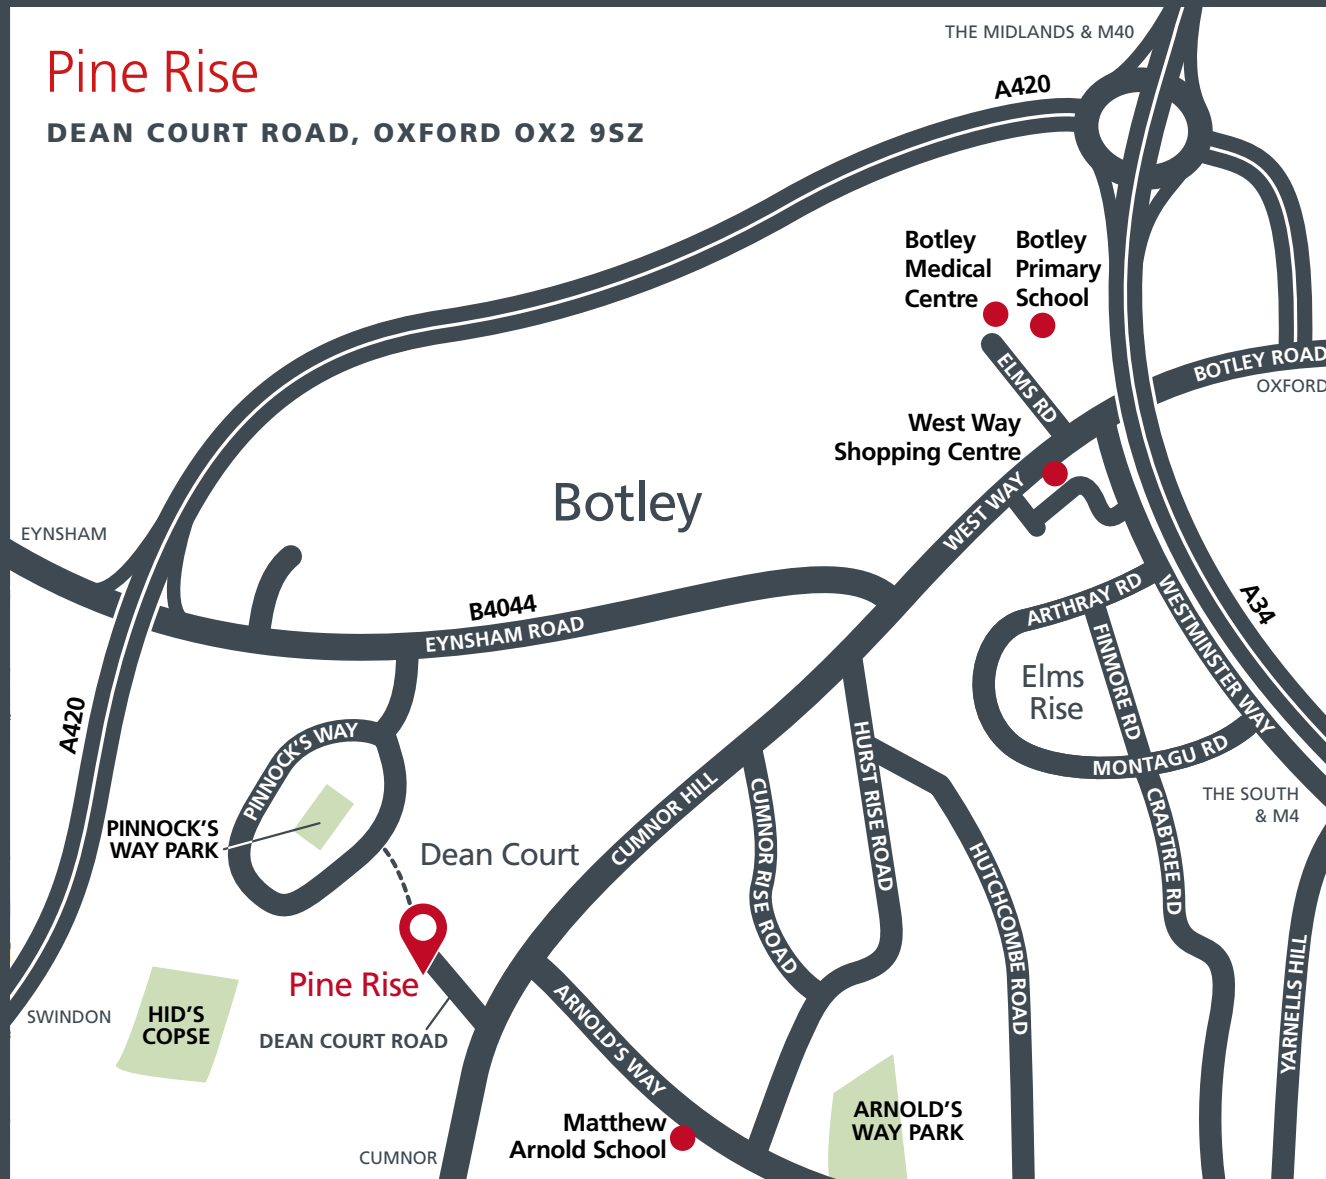 Pine Rise
DEAN COURT ROAD, OXFORD OX2 9SZ
THE MIDLANDS & M40
A420
Botley
Medical
Centre
Botley
Primary
School
ELMS RD
BOTLEY ROAD
OXFORD
West Way
Shopping Centre
WEST WAY
Botley
EYNSHAM
B4044
EYNSHAM ROAD
ARTHRAY RD
FINMORE RD
WESTMINSTER WAY
A34
Elms
Rise
MONTAGU RD
A420
PINNOCK'S WAY
PINNOCK'S
WAY PARK
Dean Court
CUMNOR HILL
CUMNOR RISE ROAD
HURST RISE ROAD
HUTCHCOMBE ROAD
CRABTREE RD
THE SOUTH
& M4
YARNELLS HILL
Pine Rise
SWINDON
HID'S
COPSE
DEAN COURT ROAD
ARNOLD'S WAY
Matthew
Arnold School
ARNOLD'S
WAY PARK
CUMNOR